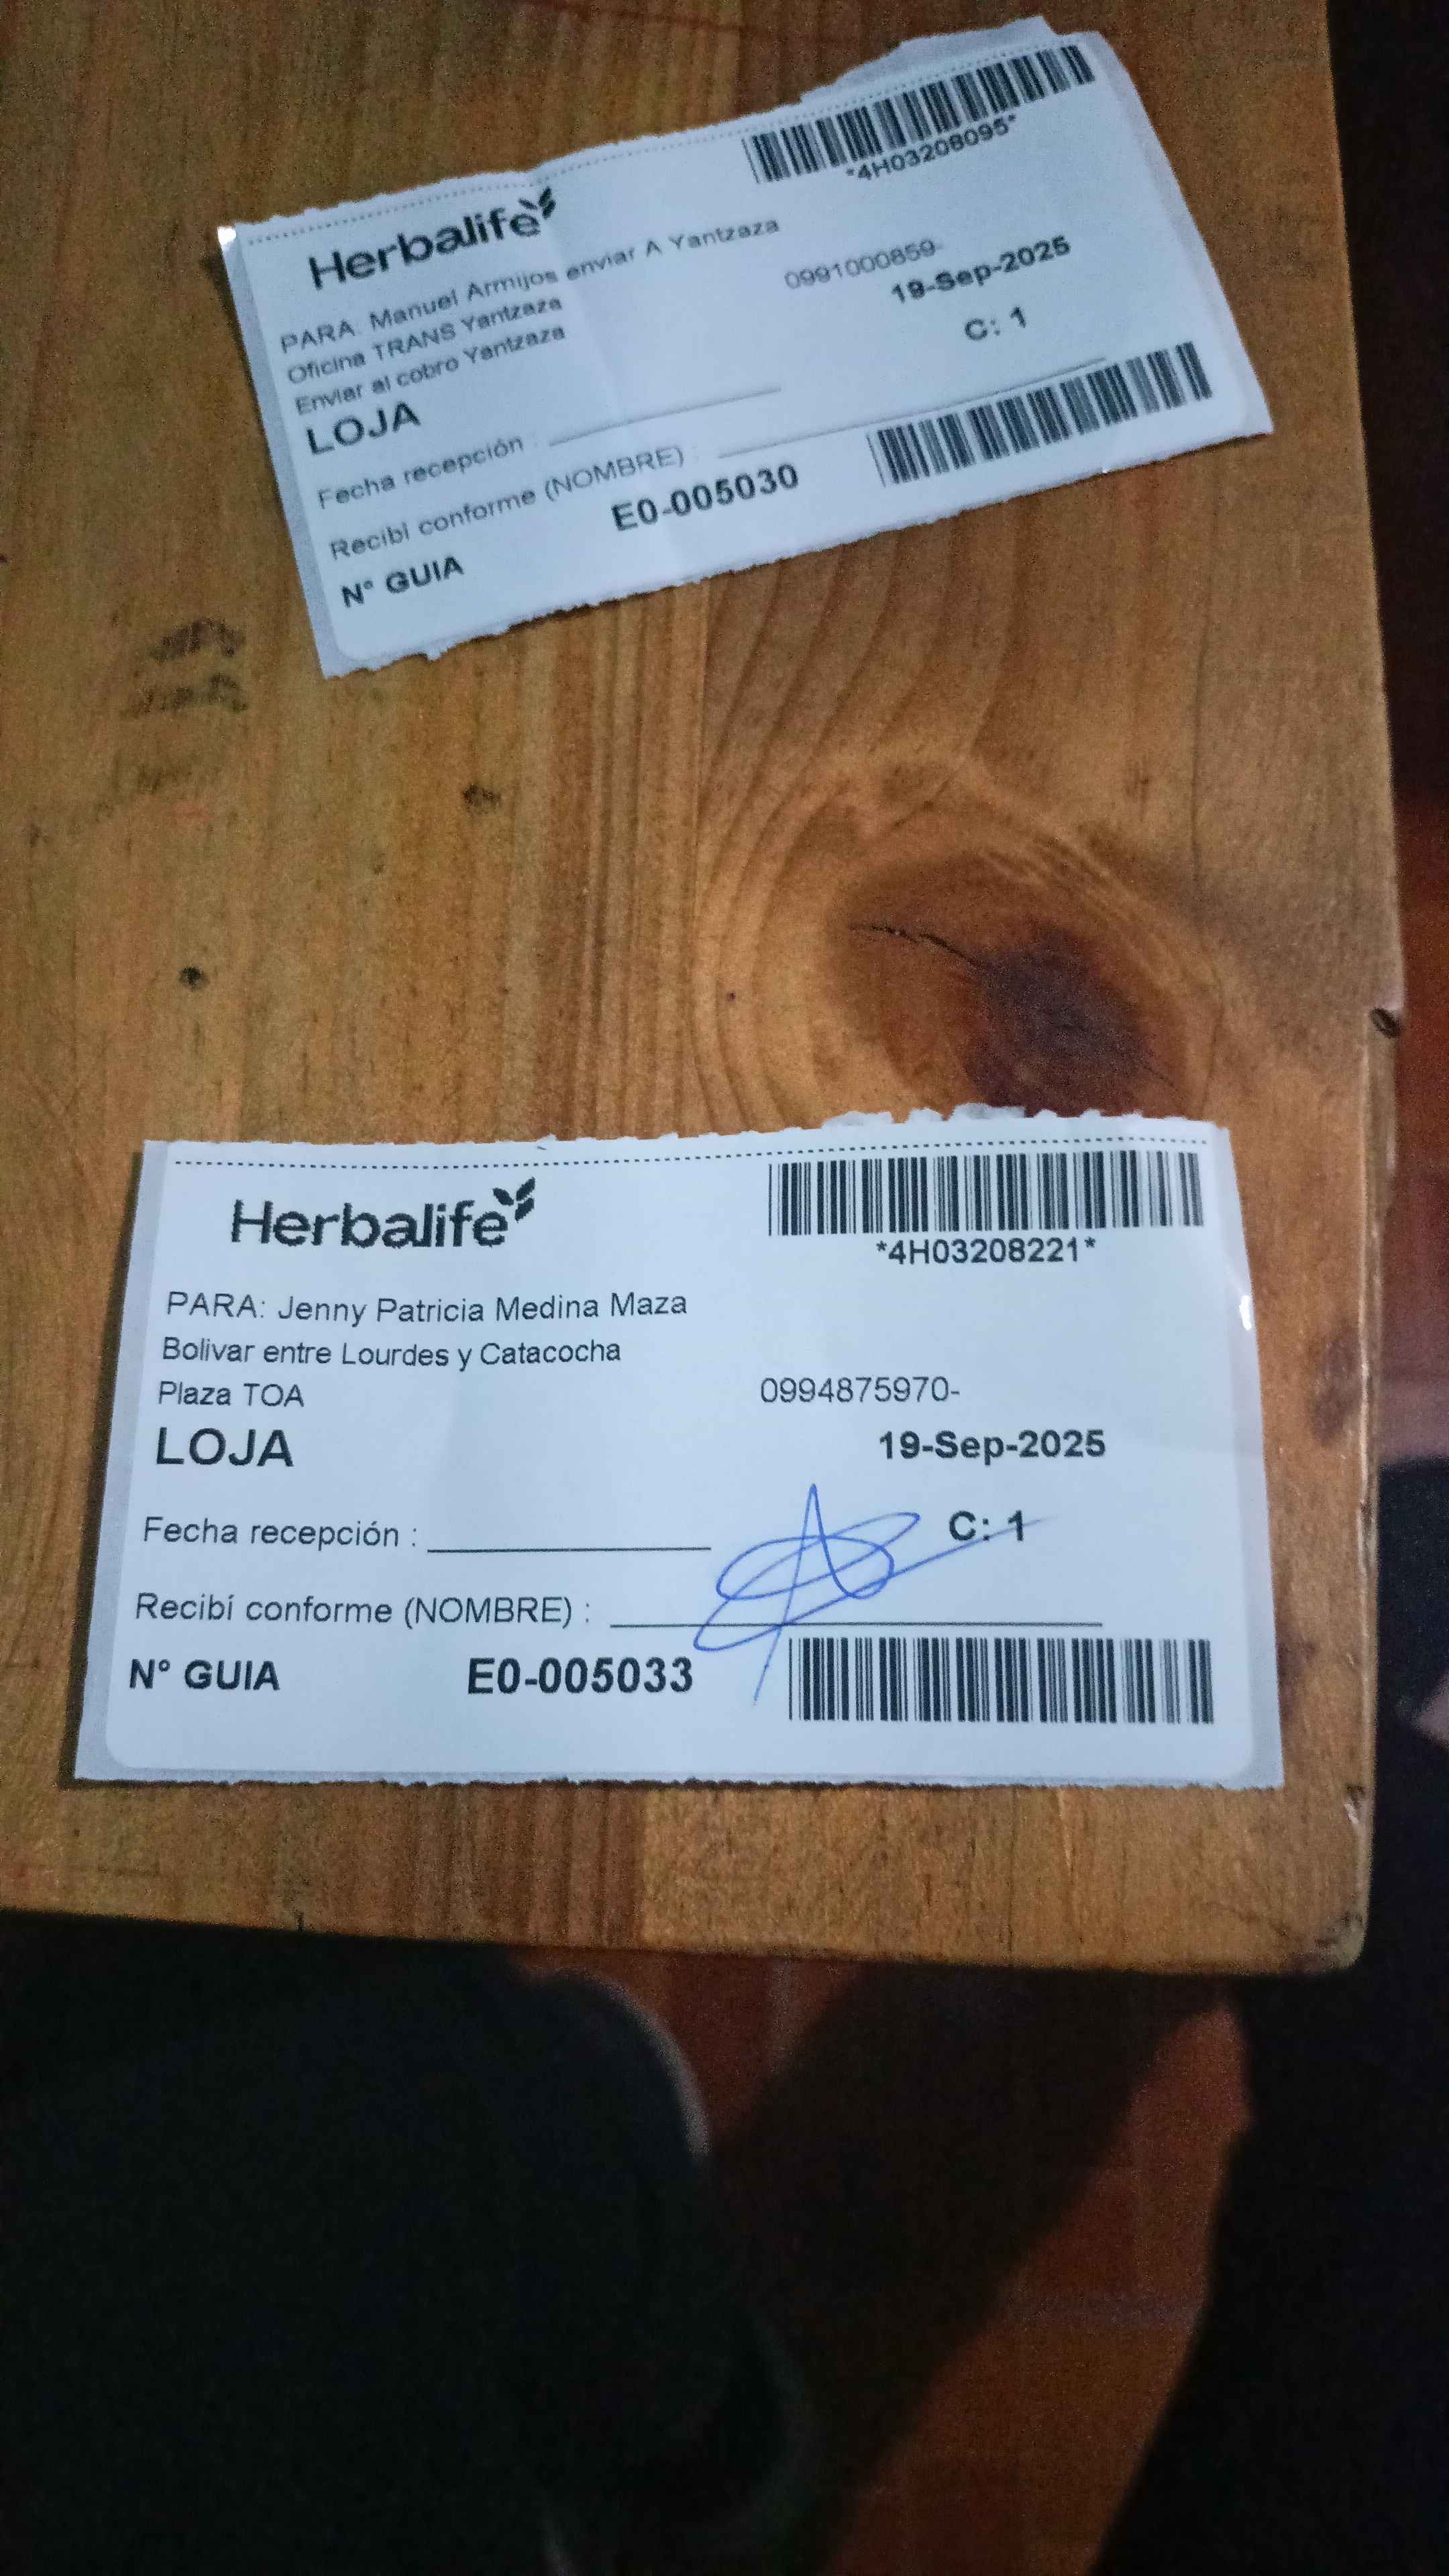 *4H03208095*
Herbalife
PARA: Manuel Armijos enviar A Yantzaza
Oficina TRANS Yantzaza
0991000859-
Enviar al cobro Yantzaza
19-Sep-2025
LOJA
C: 1
Fecha recepción :
Recibí conforme (NOMBRE) :
N° GUIA E0-005030
Herbalife
*4H03208221*
PARA: Jenny Patricia Medina Maza
Bolivar entre Lourdes y Catacocha
Plaza TOA 0994875970-
LOJA 19-Sep-2025
Fecha recepción : C: 1
Recibí conforme (NOMBRE) :
N° GUIA E0-005033